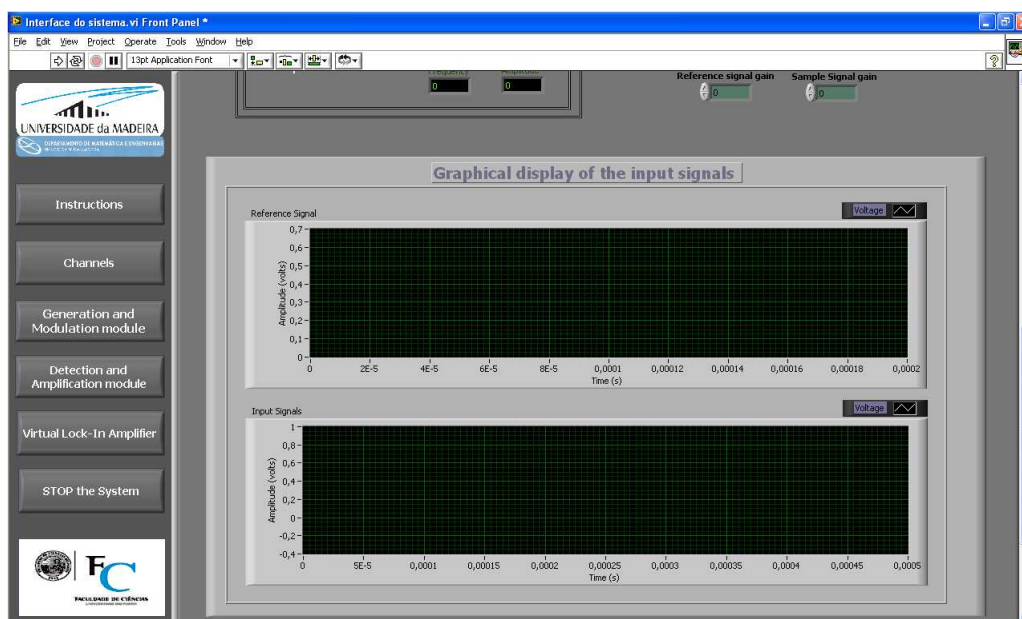 Interface do sistema.vi Front Panel *
File Edit View Project Operate Tools Window Help
13pt Application Font
Frequency Amplitude
0 0
Reference signal gain Sample Signal gain
0 0
UNIVERSIDADE da MADEIRA
DEPARTAMENTO DE MATEMÁTICA E ENGENHARIAS
Instructions
Channels
Generation and
Modulation module
Detection and
Amplification module
Virtual Lock-In Amplifier
STOP the System
FC
FACULDADE DE CIÊNCIAS
Graphical display of the input signals
Reference Signal
Voltage
Amplitude (volts)
0,7
0,6
0,5
0,4
0,3
0,2
0,1
0
0 2E-5 4E-5 6E-5 8E-5 0,0001 0,00012 0,00014 0,00016 0,00018 0,0002
Time (s)
Input Signals
Voltage
Amplitude (volts)
1
0,8
0,6
0,4
0,2
0
-0,2
-0,4
0 5E-5 0,0001 0,00015 0,0002 0,00025 0,0003 0,00035 0,0004 0,00045 0,0005
Time (s)